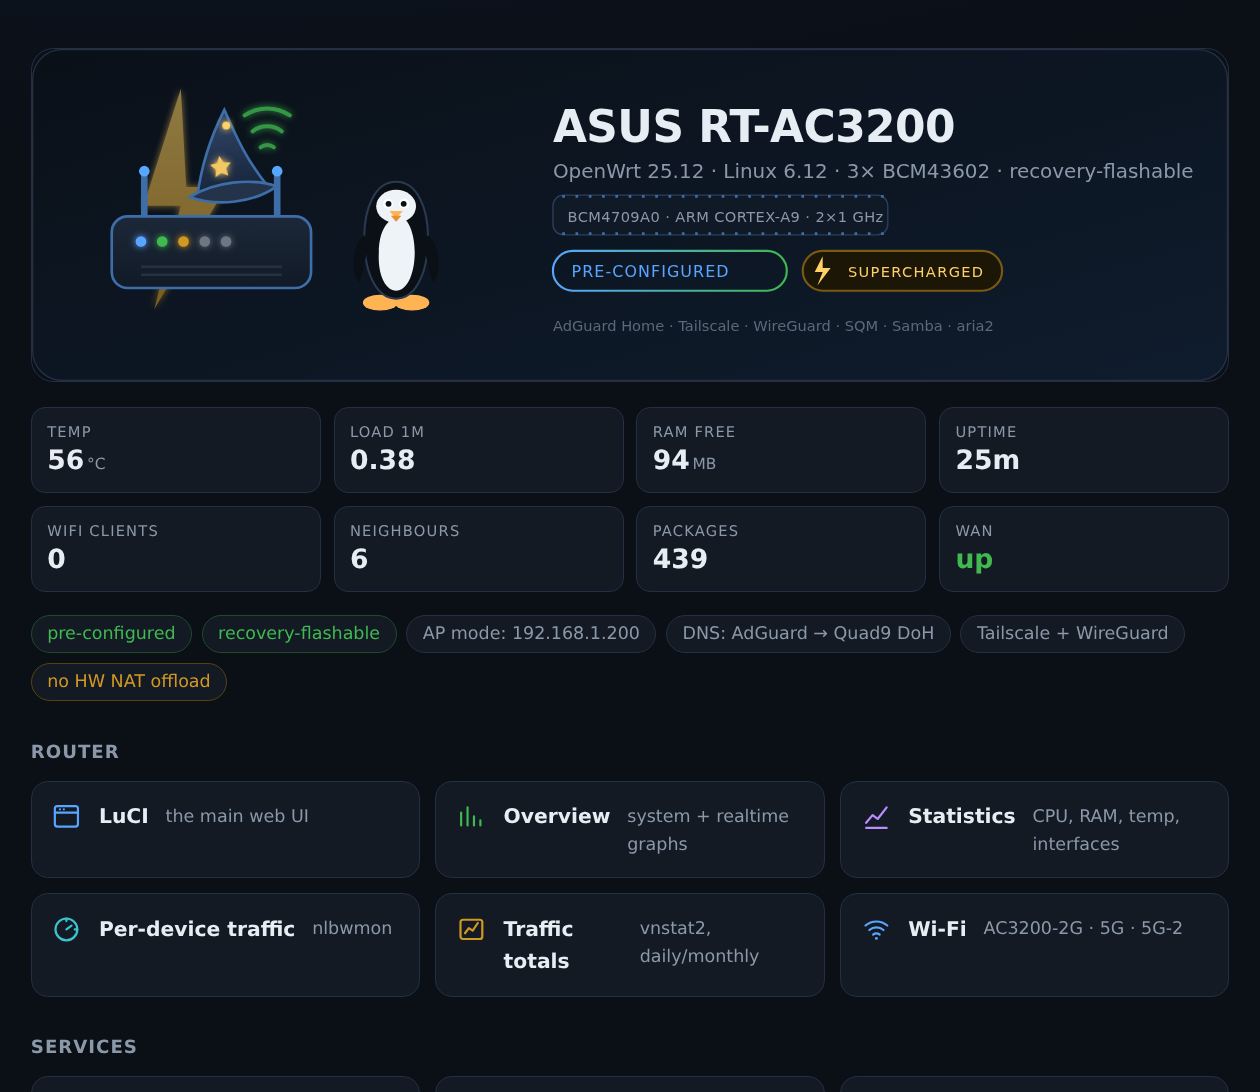 ASUS RT-AC3200
OpenWrt 25.12 · Linux 6.12 · 3× BCM43602 · recovery-flashable
BCM4709A0 · ARM CORTEX-A9 · 2×1 GHz
PRE-CONFIGURED
SUPERCHARGED
AdGuard Home · Tailscale · WireGuard · SQM · Samba · aria2
TEMP
56 °C
LOAD 1M
0.38
RAM FREE
94 MB
UPTIME
25m
WIFI CLIENTS
0
NEIGHBOURS
6
PACKAGES
439
WAN
up
pre-configured
recovery-flashable
AP mode: 192.168.1.200
DNS: AdGuard → Quad9 DoH
Tailscale + WireGuard
no HW NAT offload
ROUTER
LuCI the main web UI
Overview system + realtime
graphs
Statistics CPU, RAM, temp,
interfaces
Per-device traffic nlbwmon
Traffic
totals
vnstat2,
daily/monthly
Wi-Fi AC3200-2G · 5G · 5G-2
SERVICES